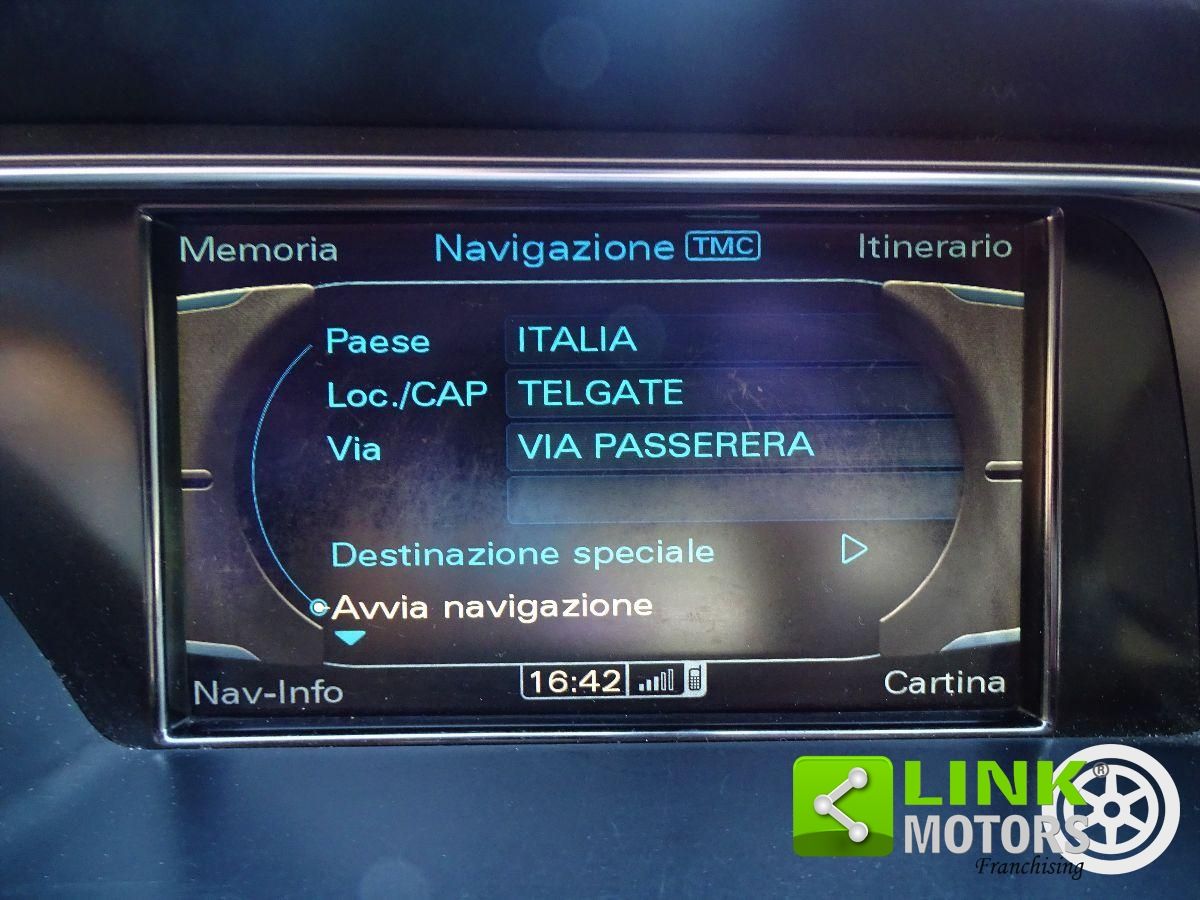 Memoria Navigazione TMC Itinerario
Paese ITALIA
Loc./CAP TELGATE
Via VIA PASSERERA
Destinazione speciale
Avvia navigazione
Nav-Info 16:42 Cartina
LINK®
MOTORS
Franchising